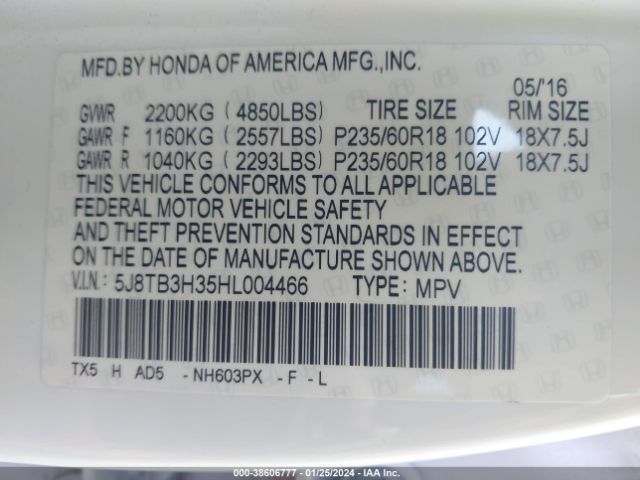 MFD.BY HONDA OF AMERICA MFG.,INC.
05/'16
GVWR 2200KG (4850LBS) TIRE SIZE RIM SIZE
GAWR F 1160KG (2557LBS) P235/60R18 102V 18X7.5J
GAWR R 1040KG (2293LBS) P235/60R18 102V 18X7.5J
THIS VEHICLE CONFORMS TO ALL APPLICABLE
FEDERAL MOTOR VEHICLE SAFETY
AND THEFT PREVENTION STANDARDS IN EFFECT
ON THE DATE OF MANUFACTURE SHOWN ABOVE.
V.I.N.: 5J8TB3H35HL004466 TYPE: MPV
TX5 H AD5 - NH603PX - F - L
000-38606777 - 01/25/2024 - IAA Inc.